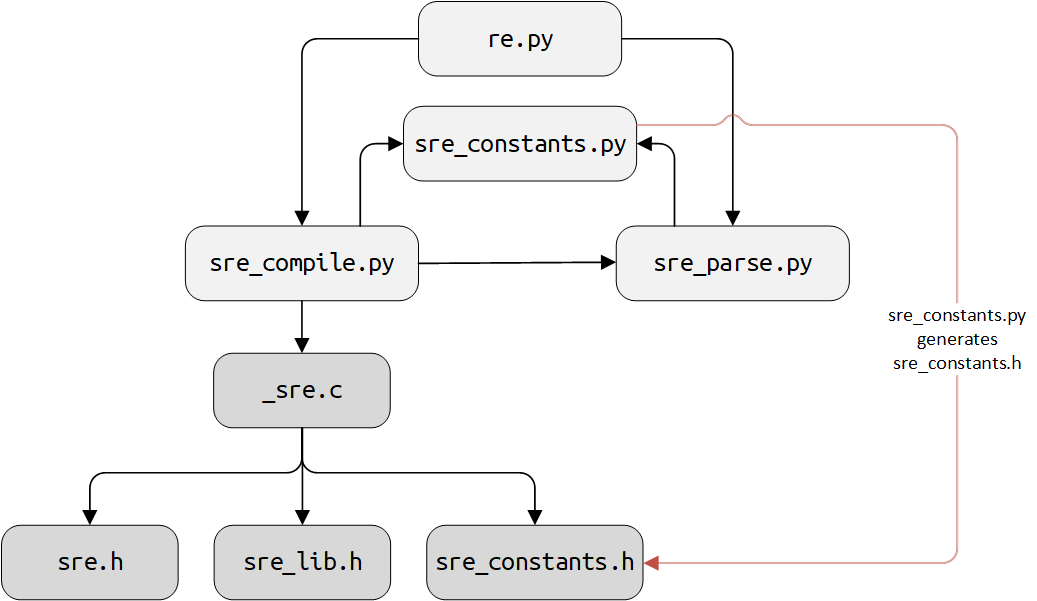 re.py
sre_constants.py
sre_compile.py
sre_parse.py
sre_constants.py
generates
sre_constants.h
_sre.c
sre.h
sre_lib.h
sre_constants.h